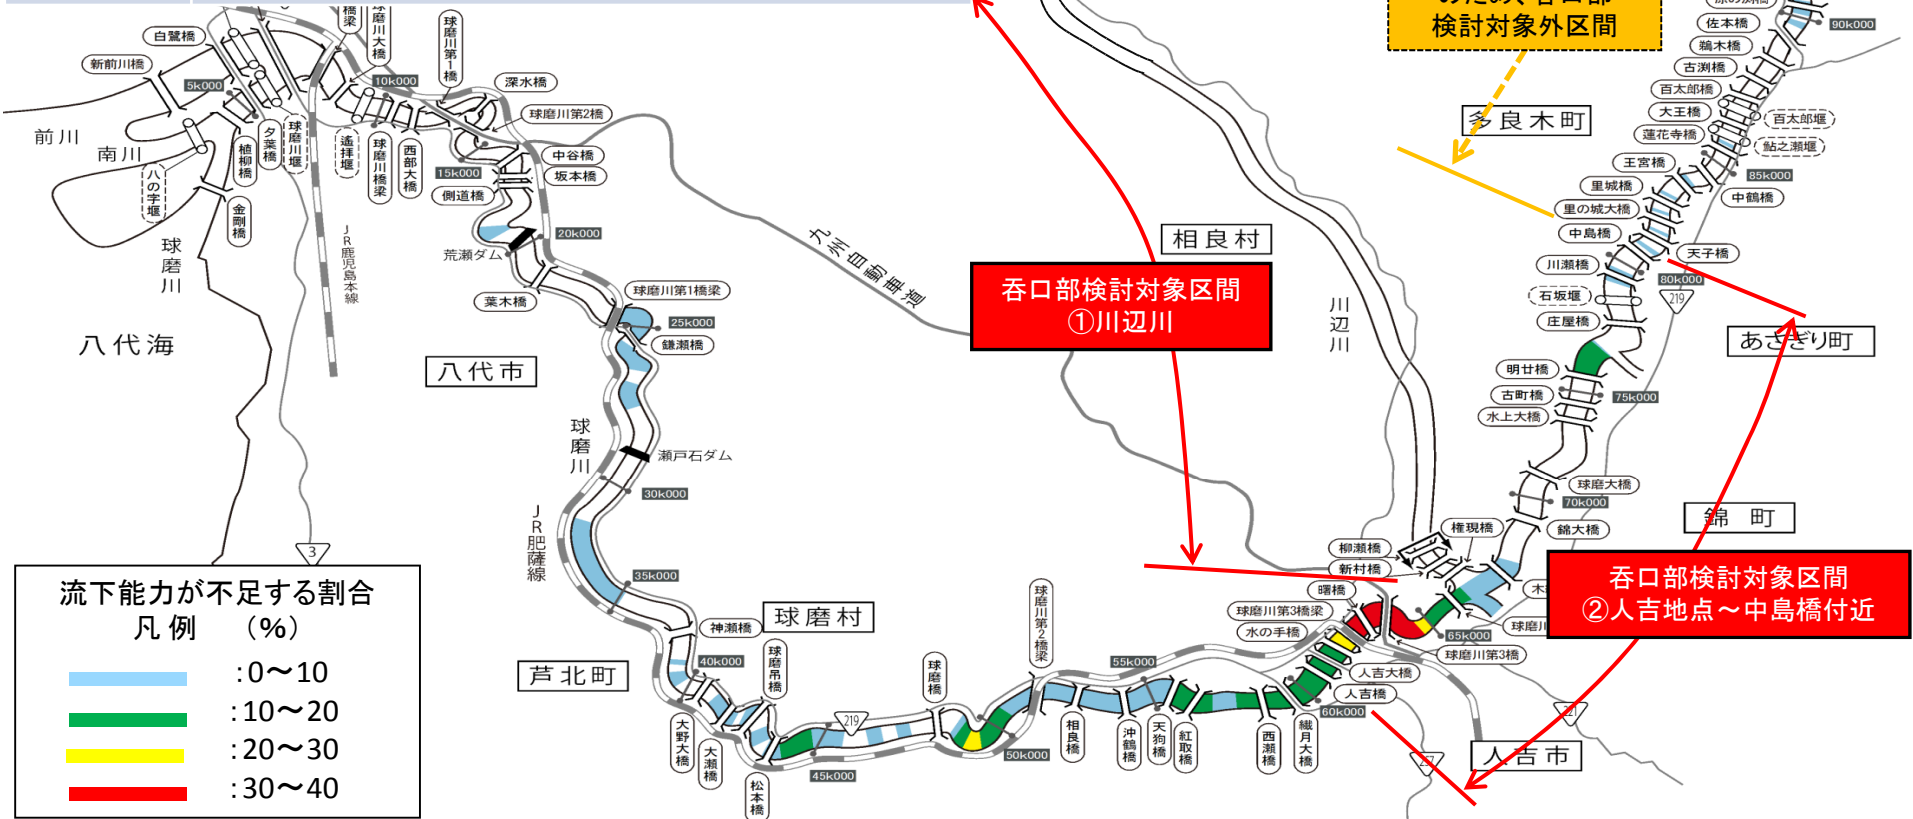 のため、呑口部
検討対象外区間
呑口部検討対象区間
①川辺川
呑口部検討対象区間
②人吉地点～中島橋付近
流下能力が不足する割合
凡 例 （%）
：0～10
：10～20
：20～30
：30～40
白鷺橋
新前川橋
5k000
前川
南川
八の字堰
金剛橋
植柳橋
夕葉橋
球磨川堰
橋梁
球磨川大橋
10k000
遙拝堰
球磨川橋梁
西部大橋
球磨川第1橋
深水橋
球磨川第2橋
15k000
中谷橋
坂本橋
側道橋
20k000
荒瀬ダム
葉木橋
球磨川第1橋梁
25k000
鎌瀬橋
JR鹿児島本線
球磨川
八代海
八代市
九州自動車道
球磨川
瀬戸石ダム
30k000
JR肥薩線
3
35k000
神瀬橋
球磨村
芦北町
40k000
球磨吊橋
大野大橋
大瀬橋
松本橋
219
45k000
球磨橋
50k000
球磨川第2橋梁
相良橋
55k000
沖鶴橋
天狗橋
紅取橋
西瀬橋
繊月大橋
60k000
人吉橋
人吉大橋
水の手橋
球磨川第3橋梁
曙橋
球磨川第3橋
65k000
新村橋
柳瀬橋
権現橋
錦大橋
70k000
球磨大橋
錦町
人吉市
221
相良村
川辺川
水上大橋
古町橋
75k000
明廿橋
庄屋橋
石坂堰
あさぎり町
219
80k000
川瀬橋
天子橋
中島橋
里の城大橋
里城橋
王宮橋
中鶴橋
85k000
蓮花寺橋
鮎之瀬堰
大王橋
百太郎堰
百太郎橋
古渕橋
鵜木橋
佐本橋
90k000
多良木町